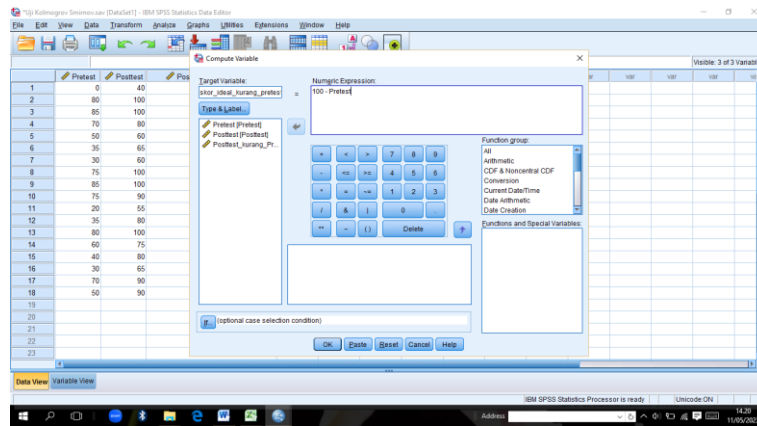 *Uji Kolmogrov Smirnov.sav [DataSet1] - IBM SPSS Statistics Data Editor
File Edit View Data Transform Analyze Graphs Utilities Extensions Window Help
Visible: 3 of 3 Variabl
Pretest Posttest Pos var var var
1 0 40
2 80 100
3 85 100
4 70 80
5 50 60
6 35 65
7 30 60
8 75 100
9 85 100
10 75 90
11 20 55
12 35 80
13 80 100
14 60 75
15 40 80
16 30 65
17 70 90
18 50 90
19
20
21
22
23
Compute Variable
Target Variable:
skor_ideal_kurang_pretes
=
Numeric Expression:
100 - Pretest
Type & Label...
Pretest [Pretest]
Posttest [Posttest]
Posttest_kurang_Pr...
+ < > 7 8 9
- <= >= 4 5 6
* = ~= 1 2 3
/ & | 0 .
** ~ () Delete
Function group:
All
Arithmetic
CDF & Noncentral CDF
Conversion
Current Date/Time
Date Arithmetic
Date Creation
Functions and Special Variables:
If... (optional case selection condition)
OK Paste Reset Cancel Help
Data View Variable View
IBM SPSS Statistics Processor is ready Unicode:ON
Address
14.20
11/05/202